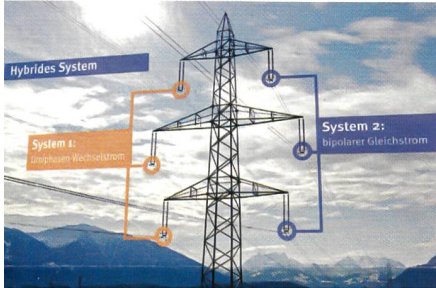 Hybrides System
System 1:
Dreiphasen-Wechselstrom
System 2:
bipolarer Gleichstrom